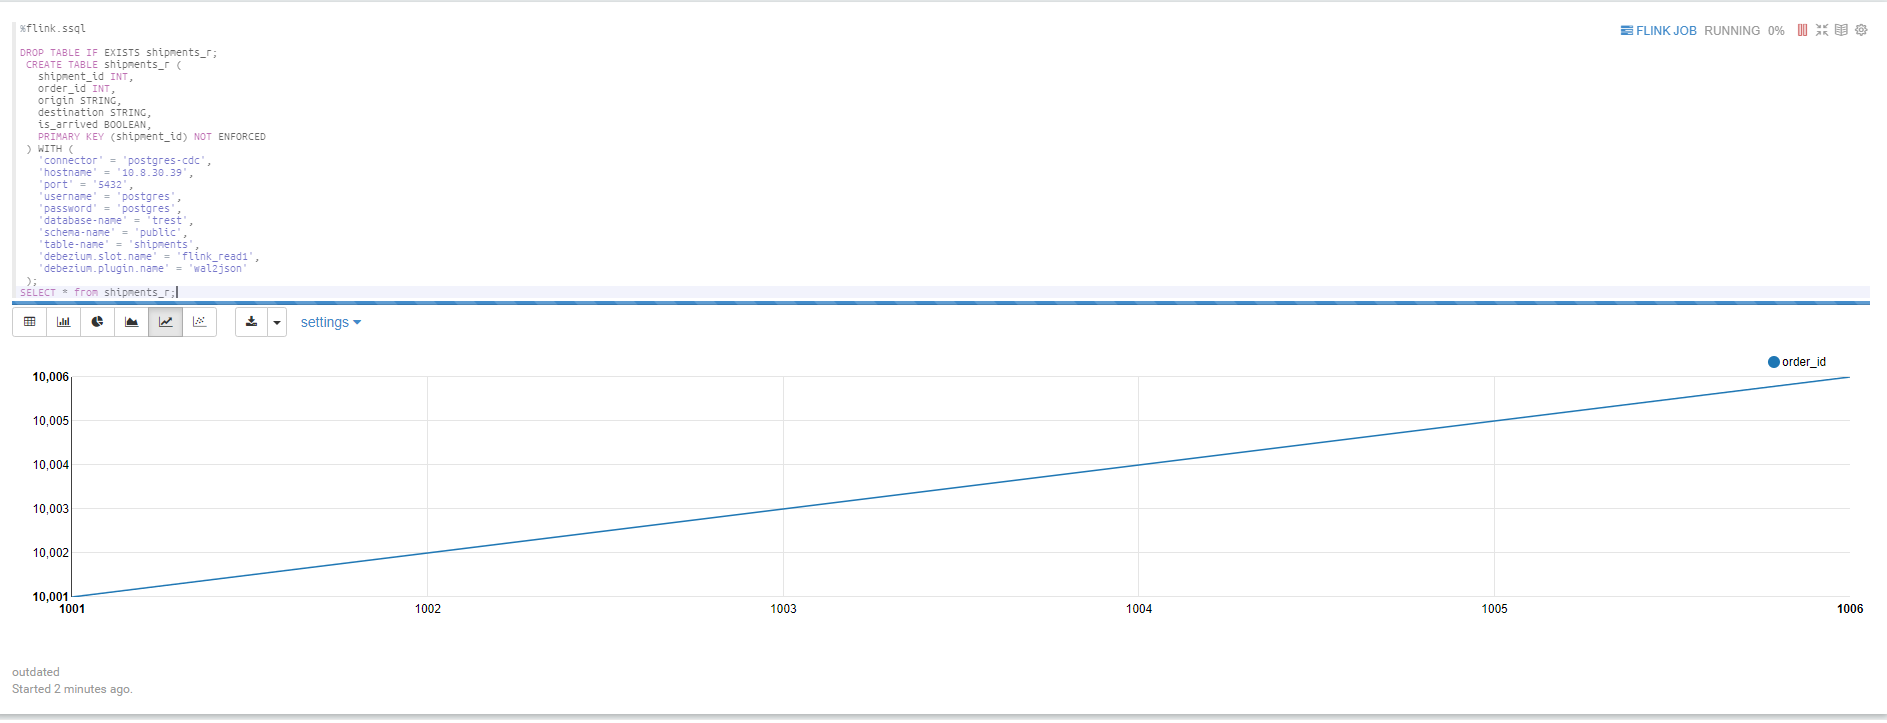 %flink.ssql
FLINK JOB RUNNING 0%
DROP TABLE IF EXISTS shipments_r;
CREATE TABLE shipments_r (
shipment_id INT,
order_id INT,
origin STRING,
destination STRING,
is_arrived BOOLEAN,
PRIMARY KEY (shipment_id) NOT ENFORCED
) WITH (
'connector' = 'postgres-cdc',
'hostname' = '10.8.30.39',
'port' = '5432',
'username' = 'postgres',
'password' = 'postgres',
'database-name' = 'trest',
'schema-name' = 'public',
'table-name' = 'shipments',
'debezium.slot.name' = 'flink_read1',
'debezium.plugin.name' = 'wal2json'
);
SELECT * from shipments_r;
settings
order_id
10,006
10,005
10,004
10,003
10,002
10,001
1001 1002 1003 1004 1005 1006
outdated
Started 2 minutes ago.